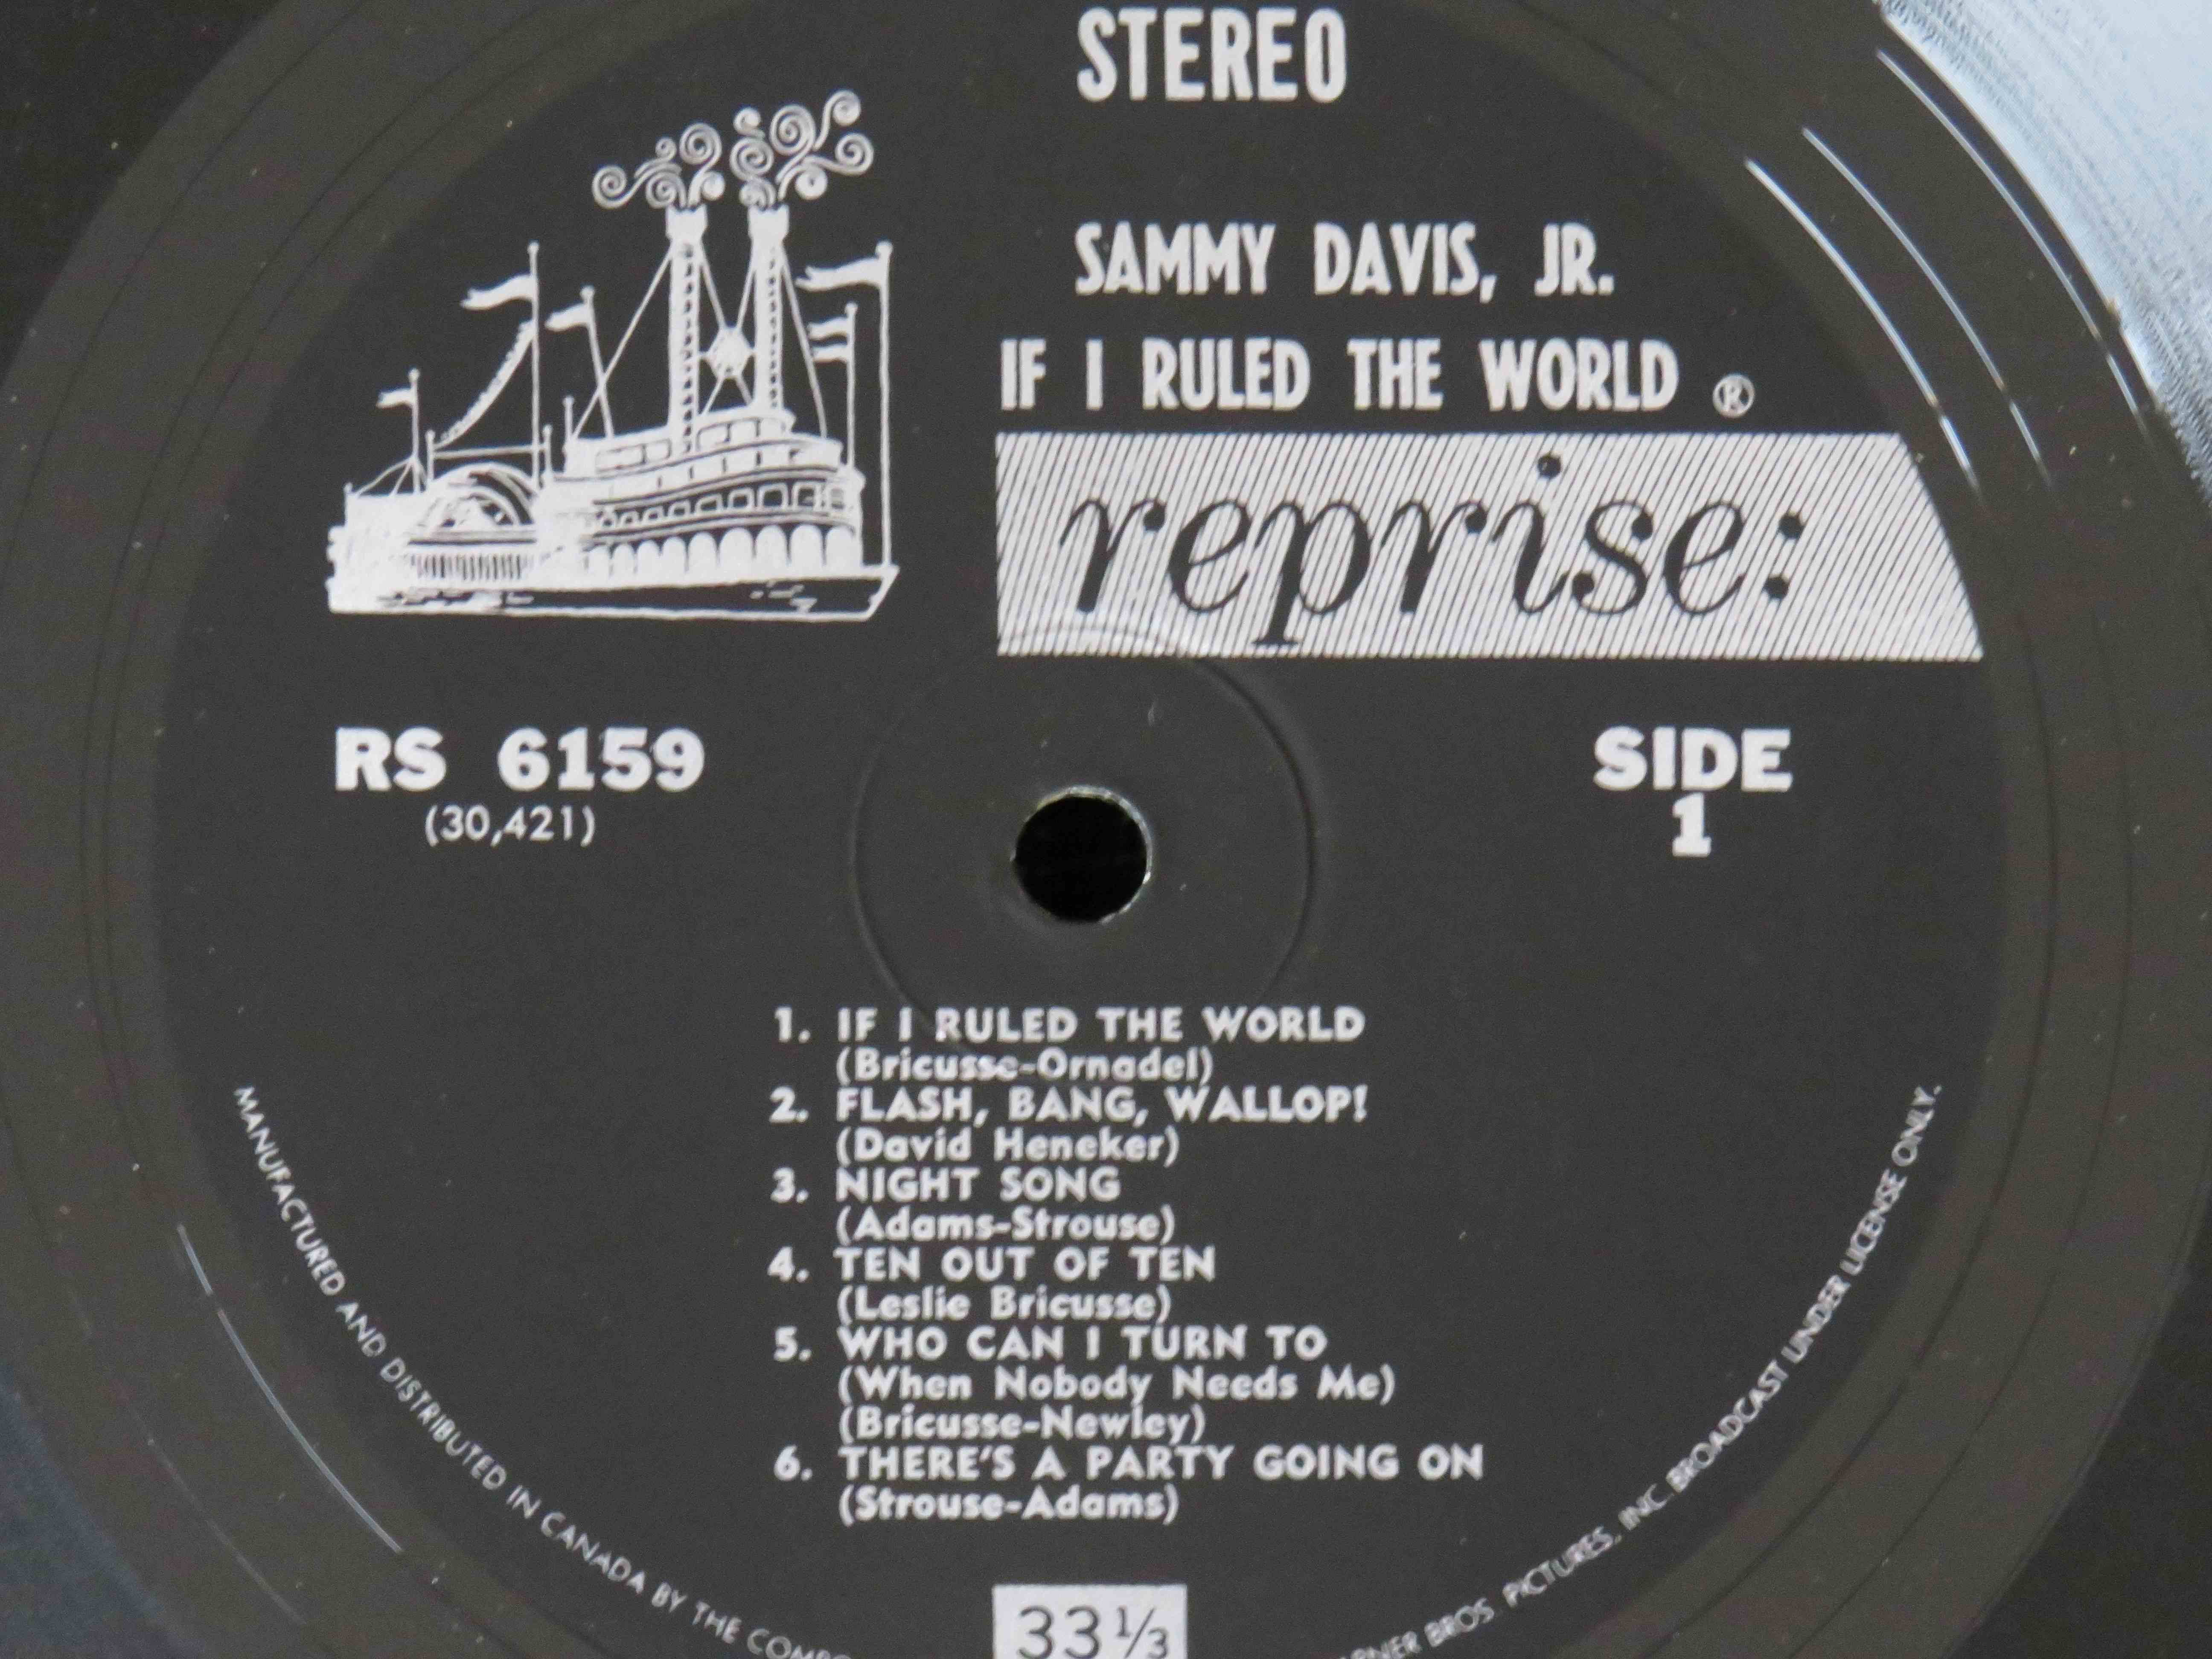 STEREO
SAMMY DAVIS, JR.
IF I RULED THE WORLD ®
reprise:
RS 6159
(30,421)
SIDE
1
1. IF I RULED THE WORLD
(Bricusse-Ornadel)
2. FLASH, BANG, WALLOP!
(David Heneker)
3. NIGHT SONG
(Adams-Strouse)
4. TEN OUT OF TEN
(Leslie Bricusse)
5. WHO CAN I TURN TO
(When Nobody Needs Me)
(Bricusse-Newley)
6. THERE'S A PARTY GOING ON
(Strouse-Adams)
33⅓
MANUFACTURED AND DISTRIBUTED IN CANADA BY THE
BROS. PICTURES, INC. BROADCAST UNDER LICENSE ONLY.